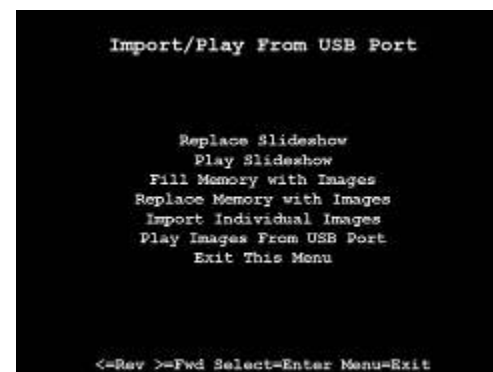 Import/Play From USB Port
Replace Slideshow
Play Slideshow
Fill Memory with Images
Replace Memory with Images
Import Individual Images
Play Images From USB Port
Exit This Menu
<=Rev >=Fwd Select=Enter Menu=Exit